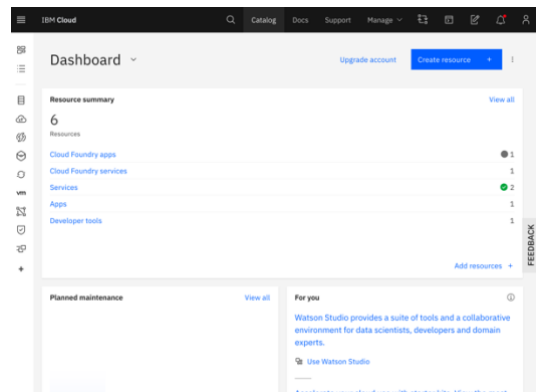 IBM Cloud
Catalog
Docs
Support
Manage
Dashboard
Upgrade account
Create resource +
Resource summary
View all
6
Resources
Cloud Foundry apps
1
Cloud Foundry services
1
Services
2
Apps
1
Developer tools
1
Add resources +
FEEDBACK
vm
Planned maintenance
View all
For you
Watson Studio provides a suite of tools and a collaborative
environment for data scientists, developers and domain
experts.
Use Watson Studio